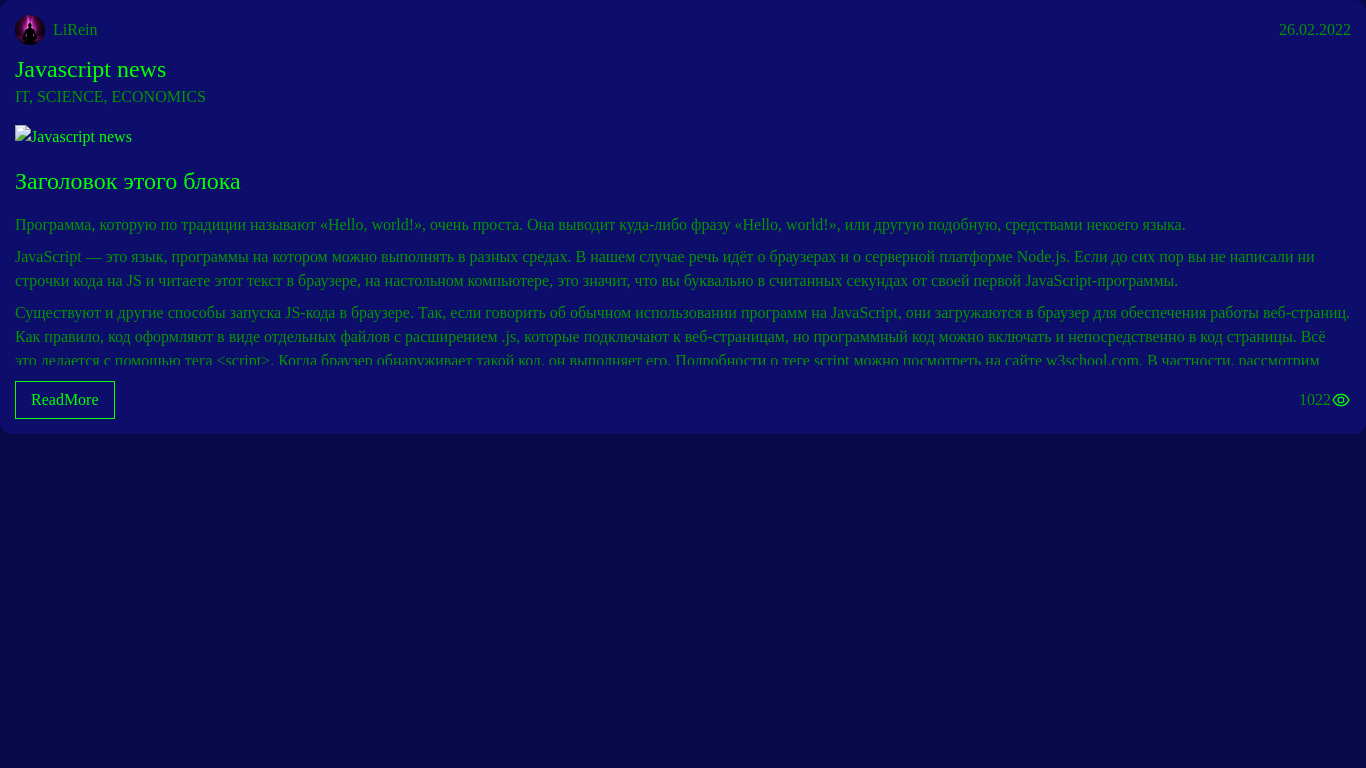 LiRein
26.02.2022
Javascript news
IT, SCIENCE, ECONOMICS
Javascript news
Заголовок этого блока
Программа, которую по традиции называют «Hello, world!», очень проста. Она выводит куда-либо фразу «Hello, world!», или другую подобную, средствами некоего языка.
JavaScript — это язык, программы на котором можно выполнять в разных средах. В нашем случае речь идёт о браузерах и о серверной платформе Node.js. Если до сих пор вы не написали ни
строчки кода на JS и читаете этот текст в браузере, на настольном компьютере, это значит, что вы буквально в считанных секундах от своей первой JavaScript-программы.
Существуют и другие способы запуска JS-кода в браузере. Так, если говорить об обычном использовании программ на JavaScript, они загружаются в браузер для обеспечения работы веб-страниц.
Как правило, код оформляют в виде отдельных файлов с расширением .js, которые подключают к веб-страницам, но программный код можно включать и непосредственно в код страницы. Всё
это делается с помощью тега <script>. Когда браузер обнаруживает такой код, он выполняет его. Подробности о теге script можно посмотреть на сайте w3school.com. В частности, рассмотрим
ReadMore
1022